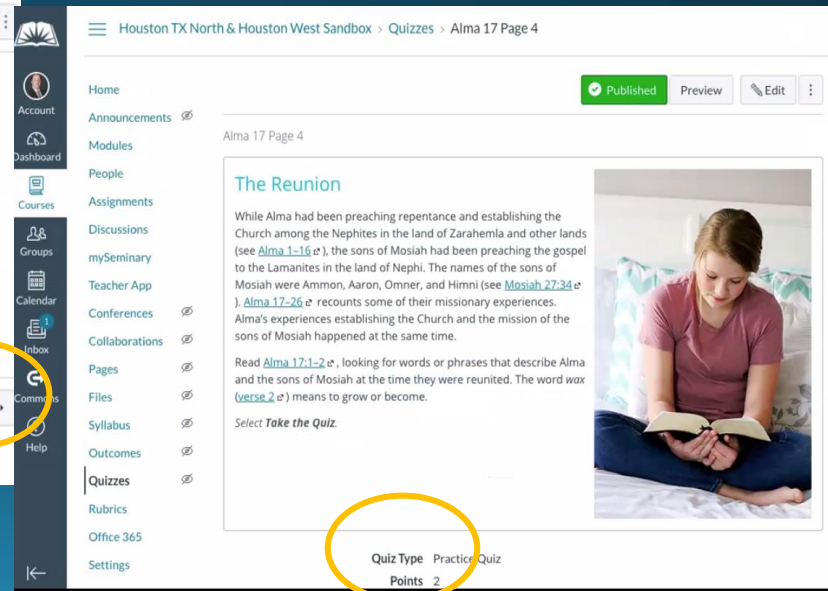 Houston TX North & Houston West Sandbox > Quizzes > Alma 17 Page 4
Account
Dashboard
Courses
Groups
Calendar
1
Inbox
Commons
Help
Home
Announcements
Modules
People
Assignments
Discussions
mySeminary
Teacher App
Conferences
Collaborations
Pages
Files
Syllabus
Outcomes
Quizzes
Rubrics
Office 365
Settings
Published Preview Edit
Alma 17 Page 4
The Reunion
While Alma had been preaching repentance and establishing the
Church among the Nephites in the land of Zarahemla and other lands
(see Alma 1–16 ), the sons of Mosiah had been preaching the gospel
to the Lamanites in the land of Nephi. The names of the sons of
Mosiah were Ammon, Aaron, Omner, and Himni (see Mosiah 27:34
). Alma 17–26 recounts some of their missionary experiences.
Alma's experiences establishing the Church and the mission of the
sons of Mosiah happened at the same time.
Read Alma 17:1–2 , looking for words or phrases that describe Alma
and the sons of Mosiah at the time they were reunited. The word wax
(verse 2 ) means to grow or become.
Select Take the Quiz.
Quiz Type Practice Quiz
Points 2